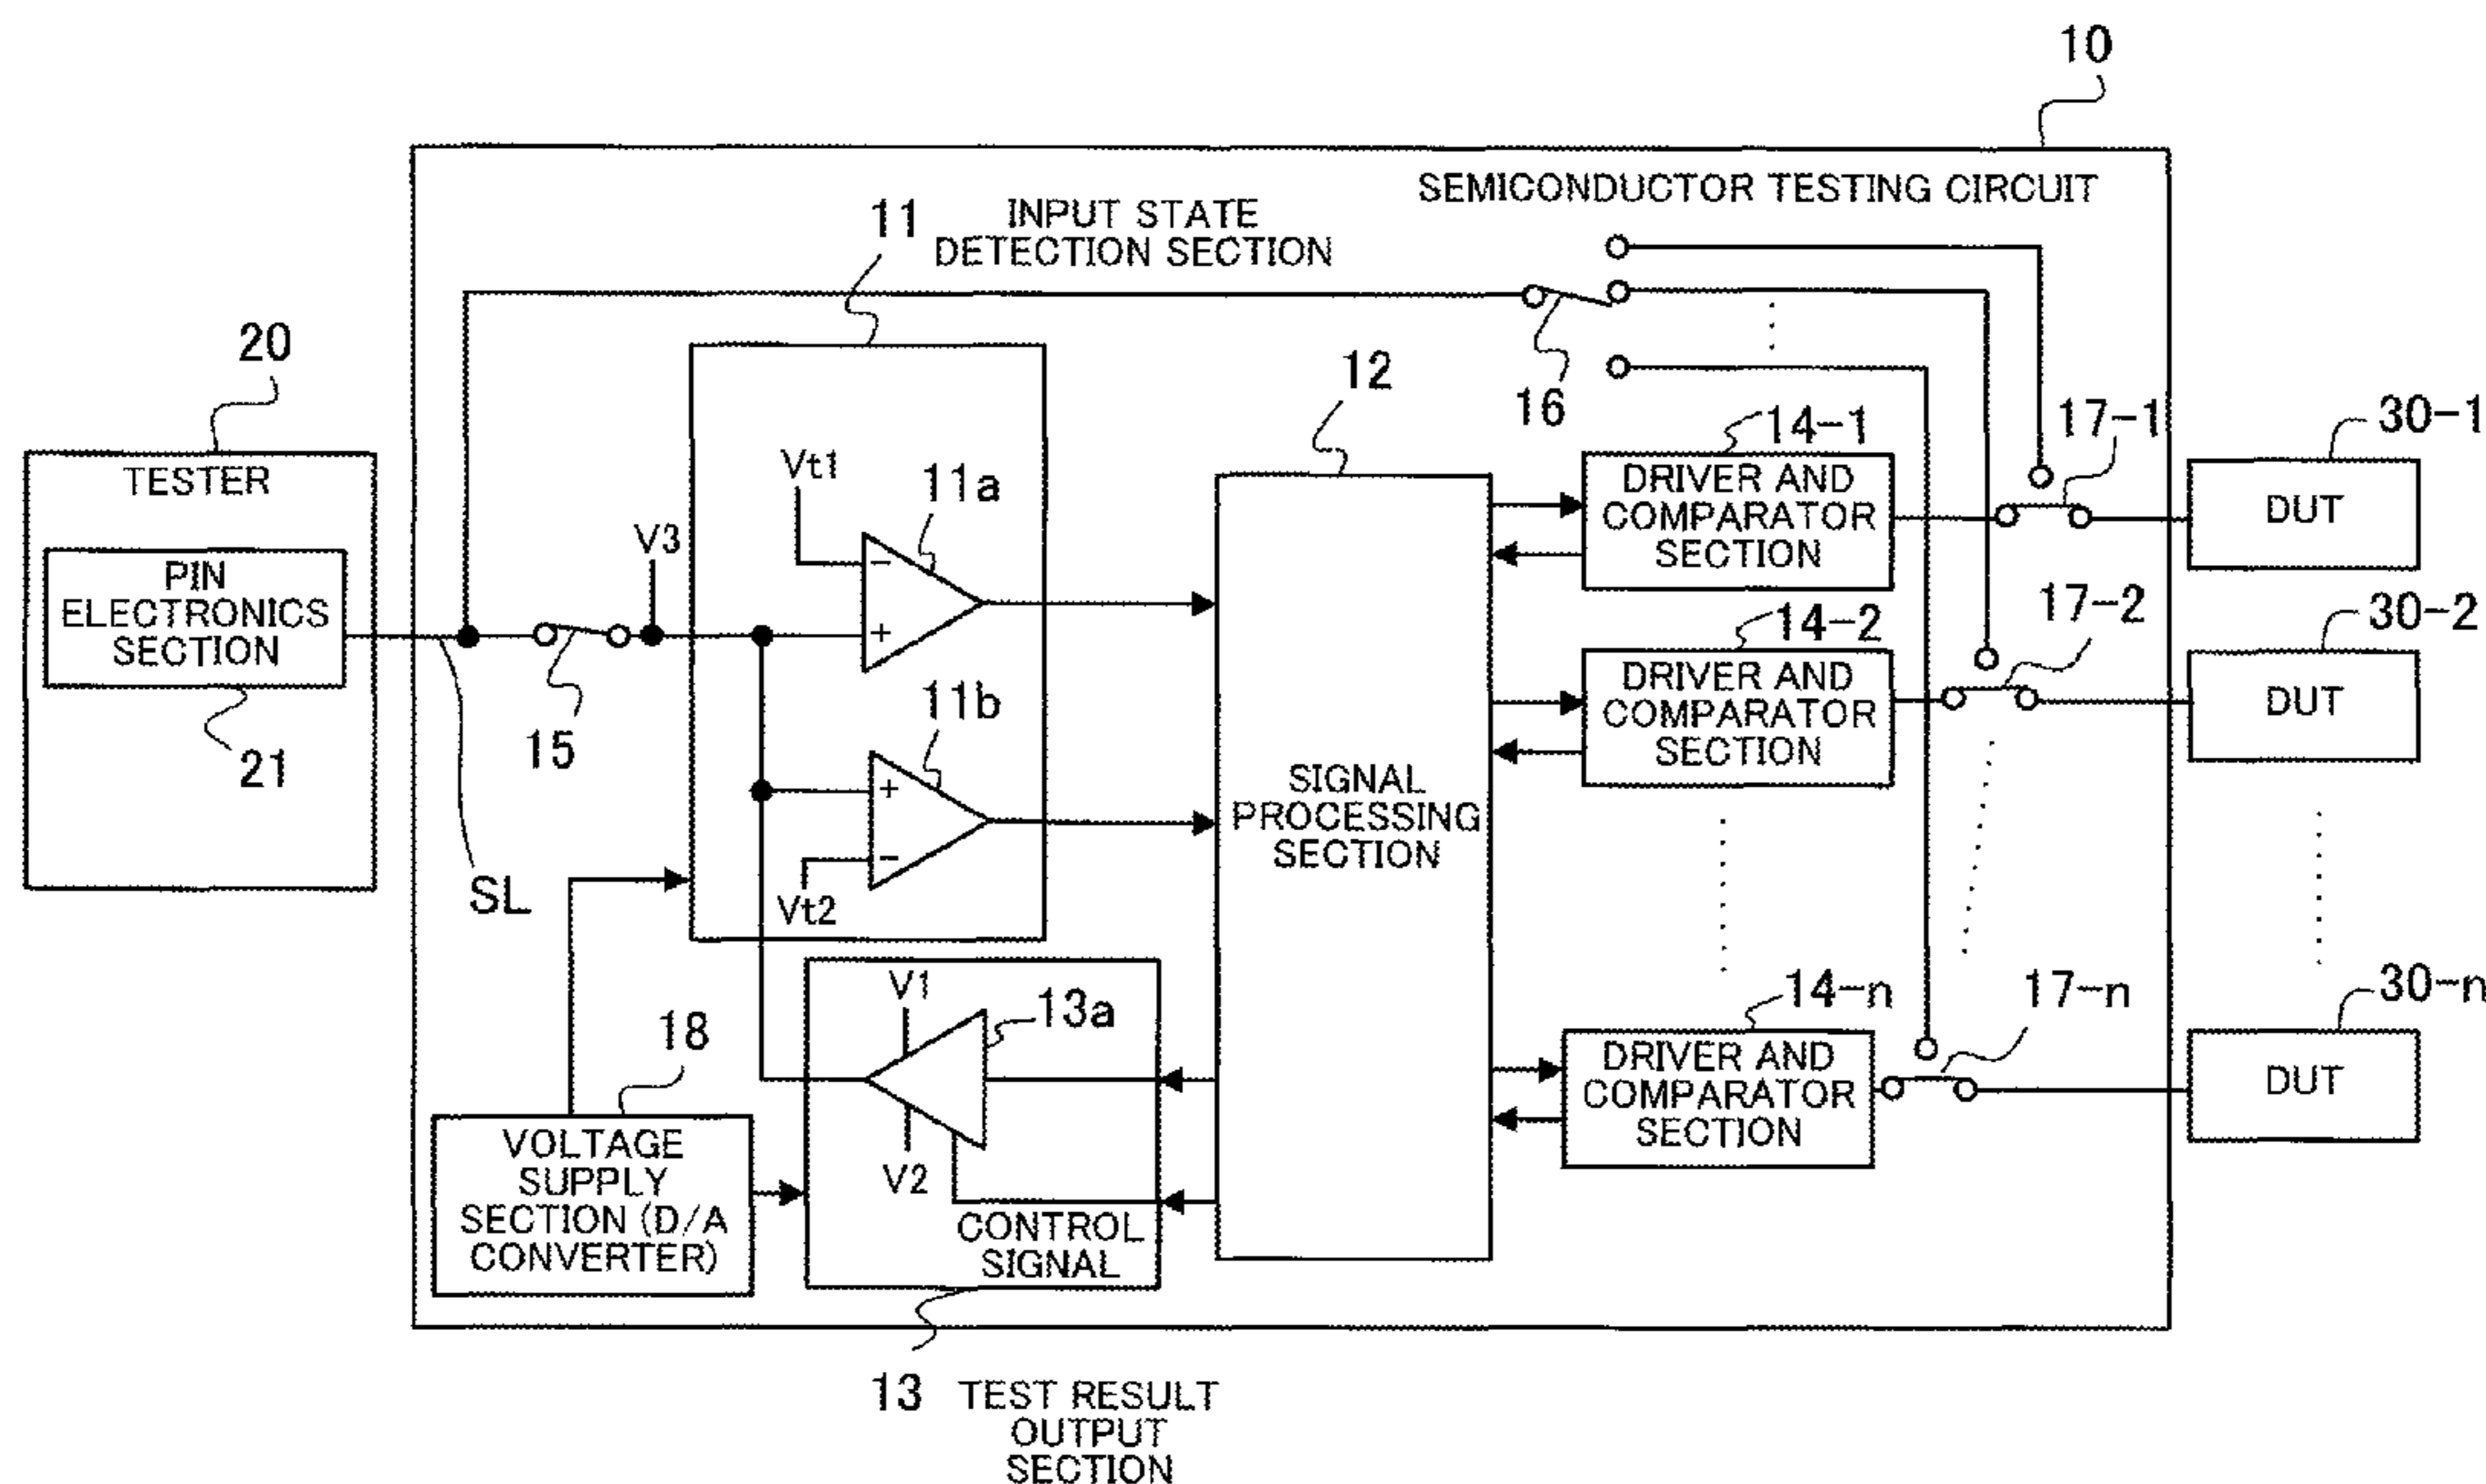 10
SEMICONDUCTOR TESTING CIRCUIT
11
INPUT STATE
DETECTION SECTION
20
TESTER
PIN
ELECTRONICS
SECTION
21
SL
15
V3
Vt1
11a
-
+
11b
+
-
Vt2
12
SIGNAL
PROCESSING
SECTION
16
14-1
DRIVER AND
COMPARATOR
SECTION
17-1
30-1
DUT
14-2
DRIVER AND
COMPARATOR
SECTION
17-2
30-2
DUT
14-n
DRIVER AND
COMPARATOR
SECTION
17-n
30-n
DUT
18
VOLTAGE
SUPPLY
SECTION (D/A
CONVERTER)
V1
13a
V2
CONTROL
SIGNAL
13
TEST RESULT
OUTPUT
SECTION